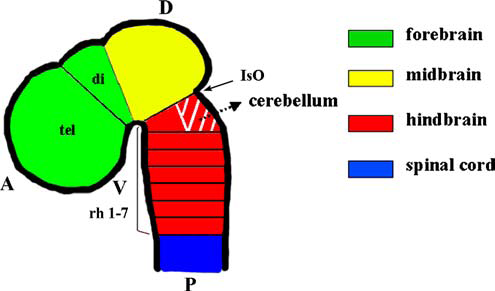 D
forebrain
di
IsO
midbrain
cerebellum
tel
hindbrain
A
V
spinal cord
rh 1-7
P